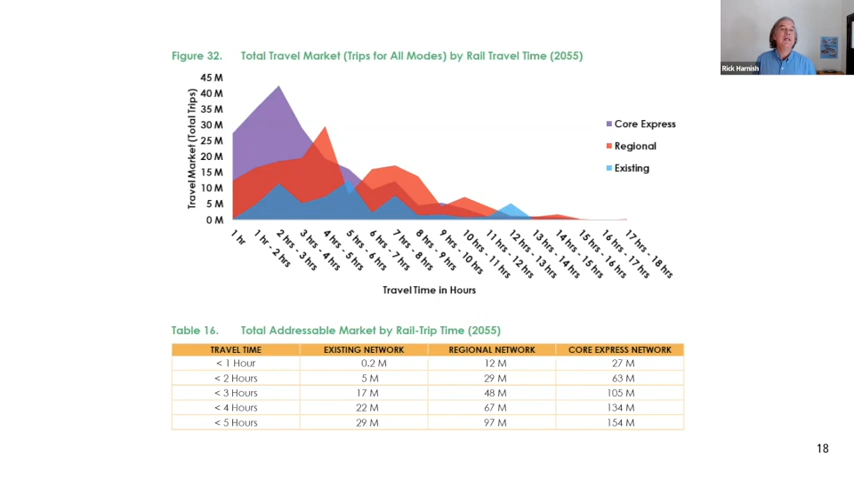 Rick Harnish
Figure 32. Total Travel Market (Trips for All Modes) by Rail Travel Time (2055)
Travel Market (Total Trips)
45 M
40 M
35 M
30 M
25 M
20 M
15 M
10 M
5 M
0 M
Core Express
Regional
Existing
1 hr
1 hr - 2 hrs
2 hrs - 3 hrs
3 hrs - 4 hrs
4 hrs - 5 hrs
5 hrs - 6 hrs
6 hrs - 7 hrs
7 hrs - 8 hrs
8 hrs - 9 hrs
9 hrs - 10 hrs
10 hrs - 11 hrs
11 hrs - 12 hrs
12 hrs - 13 hrs
13 hrs - 14 hrs
14 hrs - 15 hrs
15 hrs - 16 hrs
16 hrs - 17 hrs
17 hrs - 18 hrs
Travel Time in Hours
Table 16. Total Addressable Market by Rail-Trip Time (2055)
TRAVEL TIME EXISTING NETWORK REGIONAL NETWORK CORE EXPRESS NETWORK
< 1 Hour 0.2 M 12 M 27 M
< 2 Hours 5 M 29 M 63 M
< 3 Hours 17 M 48 M 105 M
< 4 Hours 22 M 67 M 134 M
< 5 Hours 29 M 97 M 154 M
18